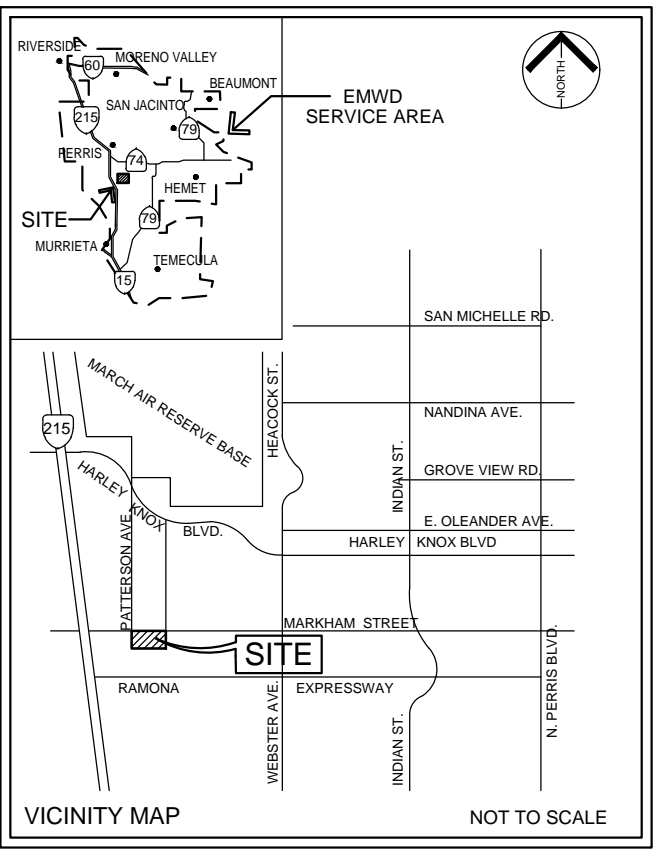 RIVERSIDE
MORENO VALLEY
60
BEAUMONT
SAN JACINTO
EMWD
SERVICE AREA
215
79
PERRIS
74
HEMET
SITE
79
MURRIETA
TEMECULA
15
NORTH
SAN MICHELLE RD.
MARCH AIR RESERVE BASE
HEACOCK ST.
NANDINA AVE.
215
INDIAN ST.
GROVE VIEW RD.
HARLEY KNOX
BLVD.
E. OLEANDER AVE.
HARLEY KNOX BLVD
PATTERSON AVE.
MARKHAM STREET
SITE
N. PERRIS BLVD.
RAMONA EXPRESSWAY
WEBSTER AVE.
INDIAN ST.
VICINITY MAP
NOT TO SCALE